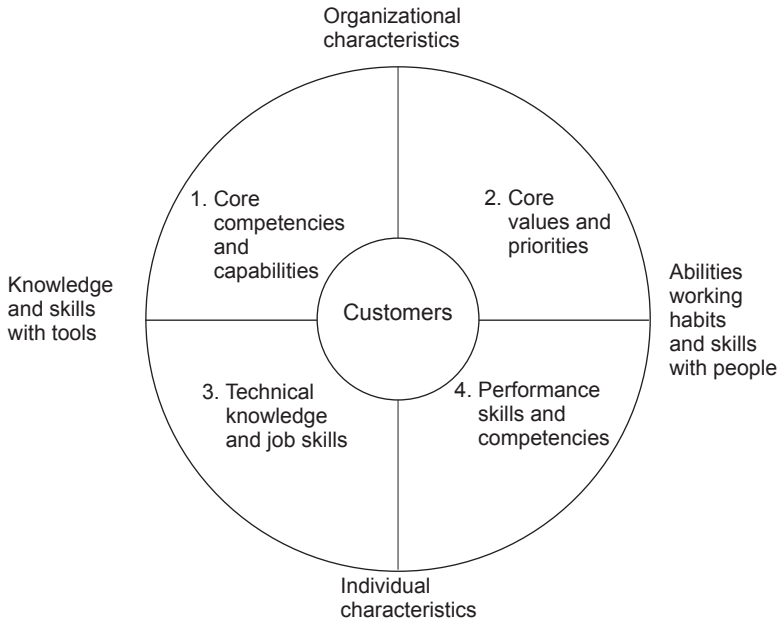 Organizational
characteristics
1. Core
competencies
and
capabilities
2. Core
values and
priorities
Knowledge
and skills
with tools
Customers
Abilities
working
habits
and skills
with people
3. Technical
knowledge
and job skills
4. Performance
skills and
competencies
Individual
characteristics